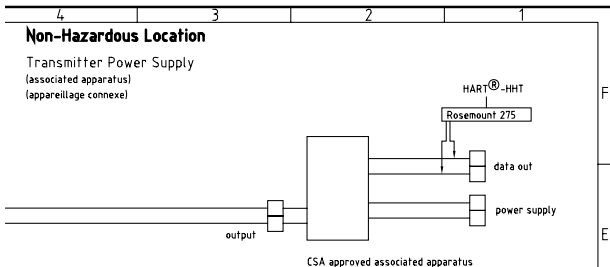 4 3 2 1
Non-Hazardous Location
Transmitter Power Supply
(associated apparatus)
(appareillage connexe)
HART®-HHT
F
Rosemount 275
data out
power supply
output
E
CSA approved associated apparatus